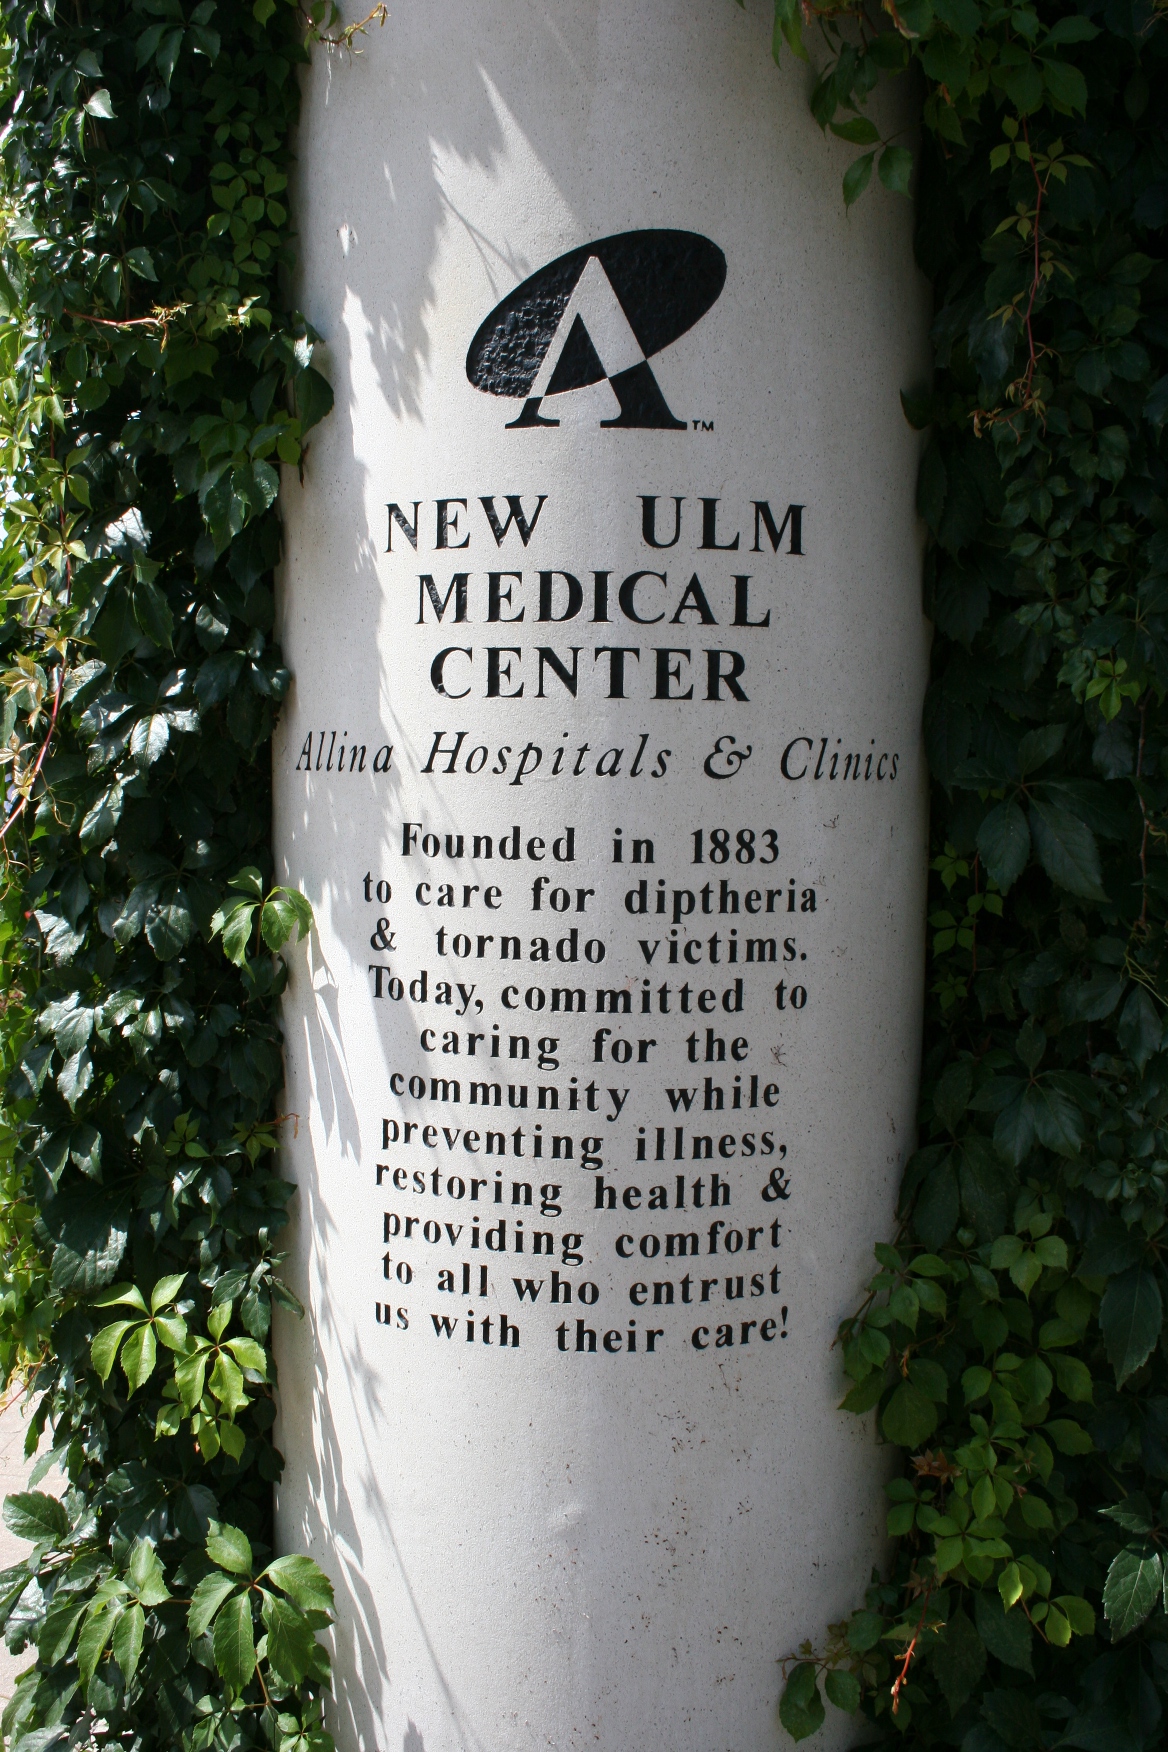 A™
NEW ULM
MEDICAL
CENTER
Allina Hospitals & Clinics
Founded in 1883
to care for diptheria
& tornado victims.
Today, committed to
caring for the
community while
preventing illness,
restoring health &
providing comfort
to all who entrust
us with their care!